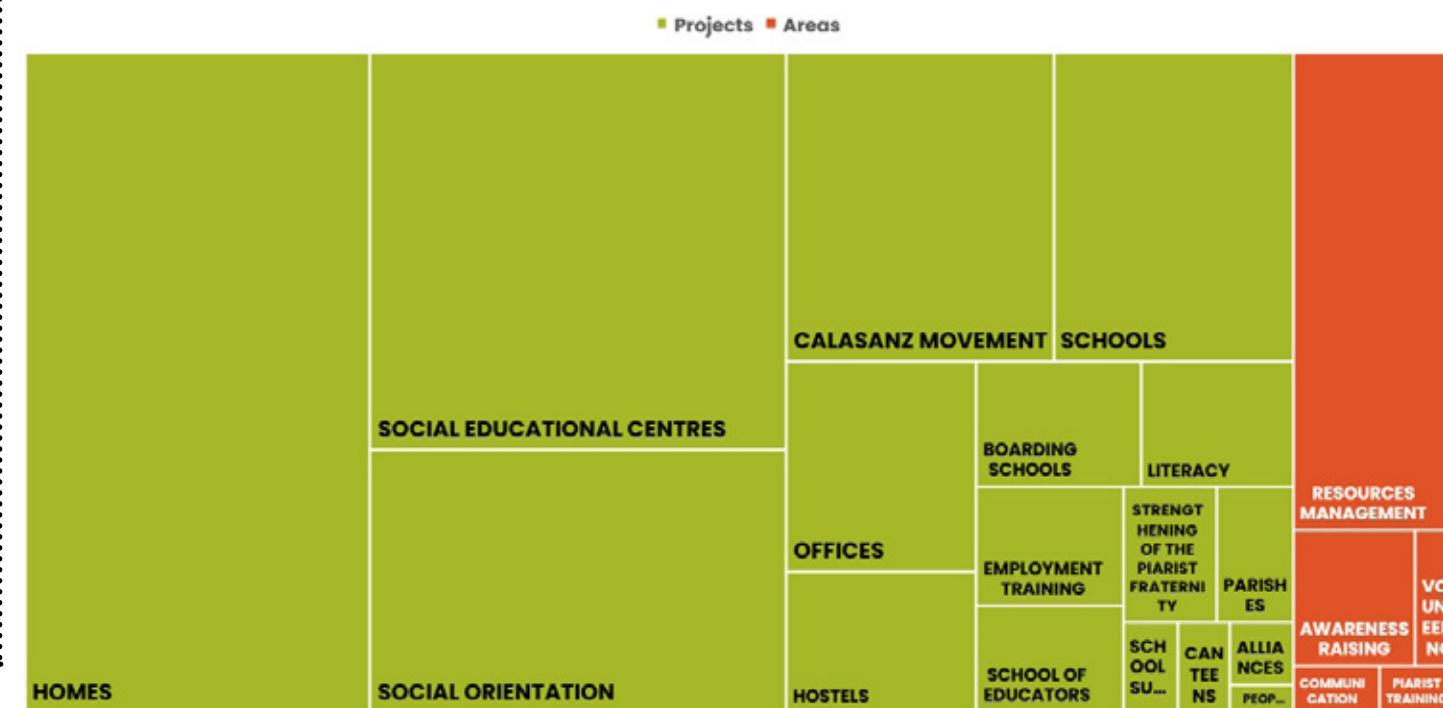 Projects Areas
HOMES
SOCIAL EDUCATIONAL CENTRES
SOCIAL ORIENTATION
CALASANZ MOVEMENT
SCHOOLS
OFFICES
HOSTELS
BOARDING
SCHOOLS
LITERACY
EMPLOYMENT
TRAINING
SCHOOL OF
EDUCATORS
STRENGT
HENING
OF THE
PIARIST
FRATERNI
TY
PARISH
ES
SCH
OOL
SU...
CAN
TEE
NS
ALLIA
NCES
PEOP...
RESOURCES
MANAGEMENT
AWARENESS
RAISING
VO
UN
COMMUNI
CATION
PIARIST
TRAINING